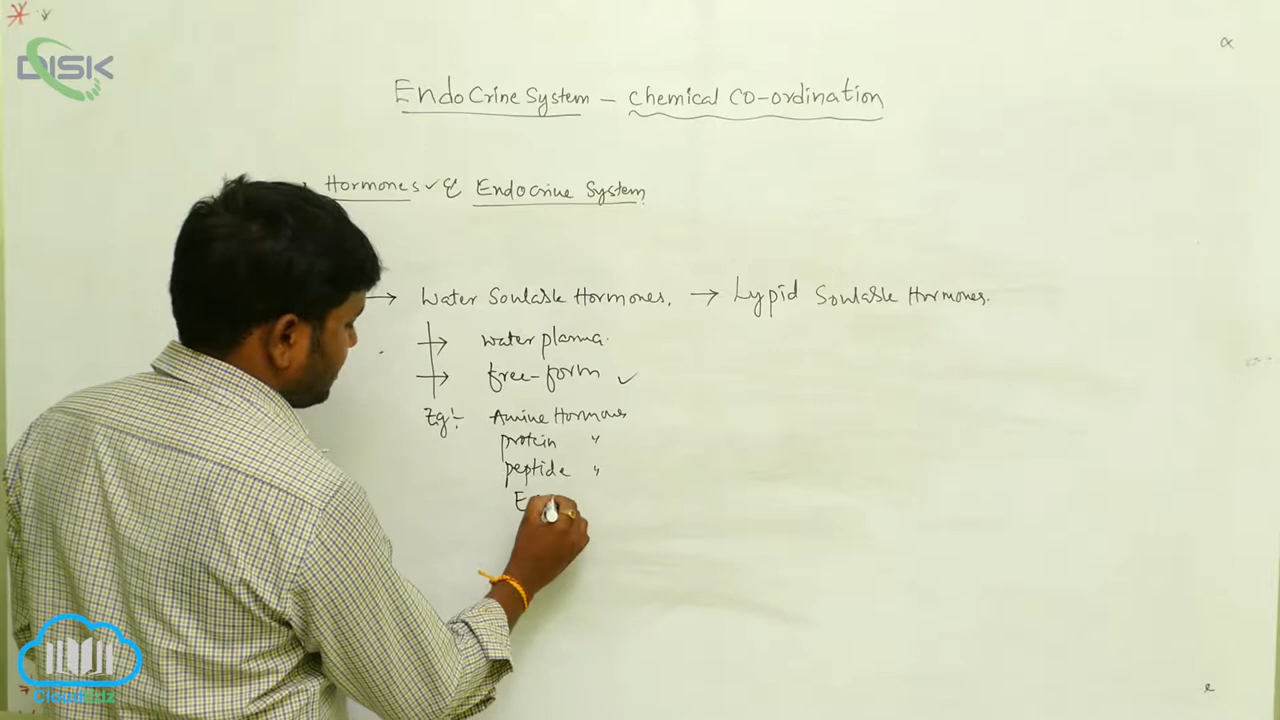 DISK
Endocrine System - chemical co-ordination
Hormones ✓ & Endocrine System
→ Water Soulable Hormones. → Lypid Soulable Hormones.
→ water plasma.
→ free-form ✓
Eg:- Amine Hormones
protein "
peptide "
E
CloudEdz